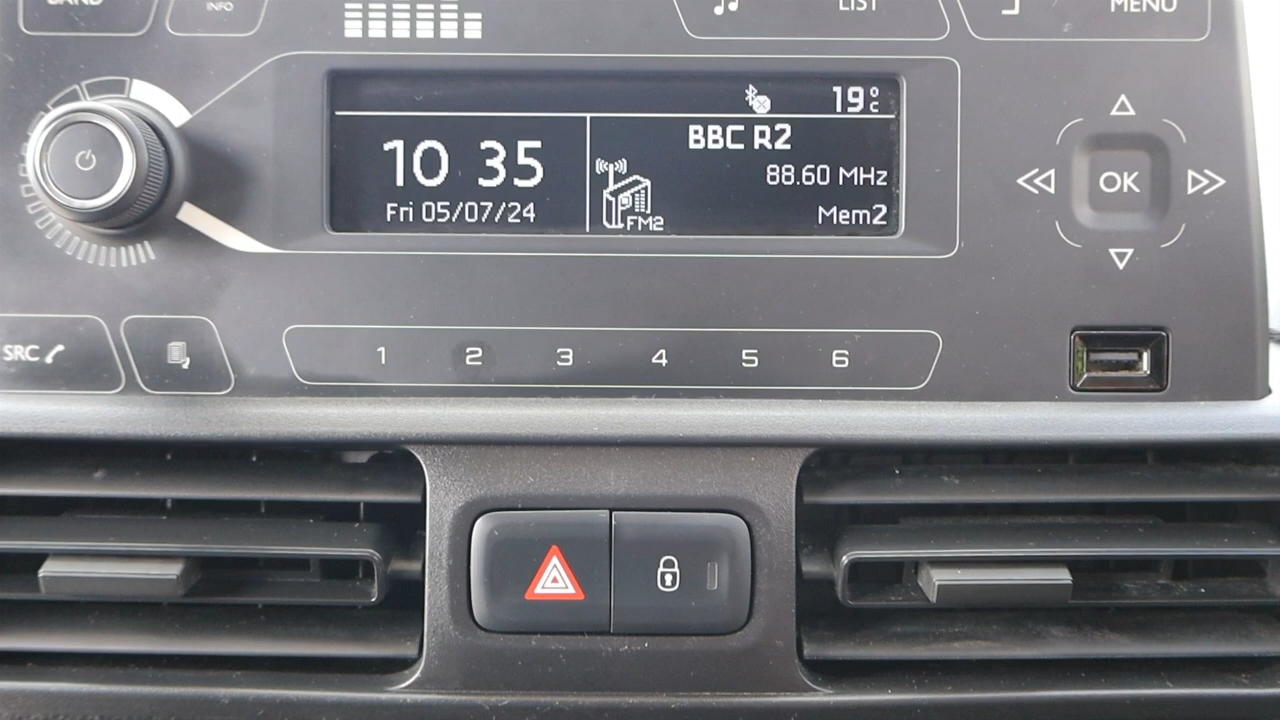 BAND
INFO
LIST
MENU
19°C
10 35
BBC R2
88.60 MHz
Fri 05/07/24
FM2
Mem2
OK
SRC
1 2 3 4 5 6